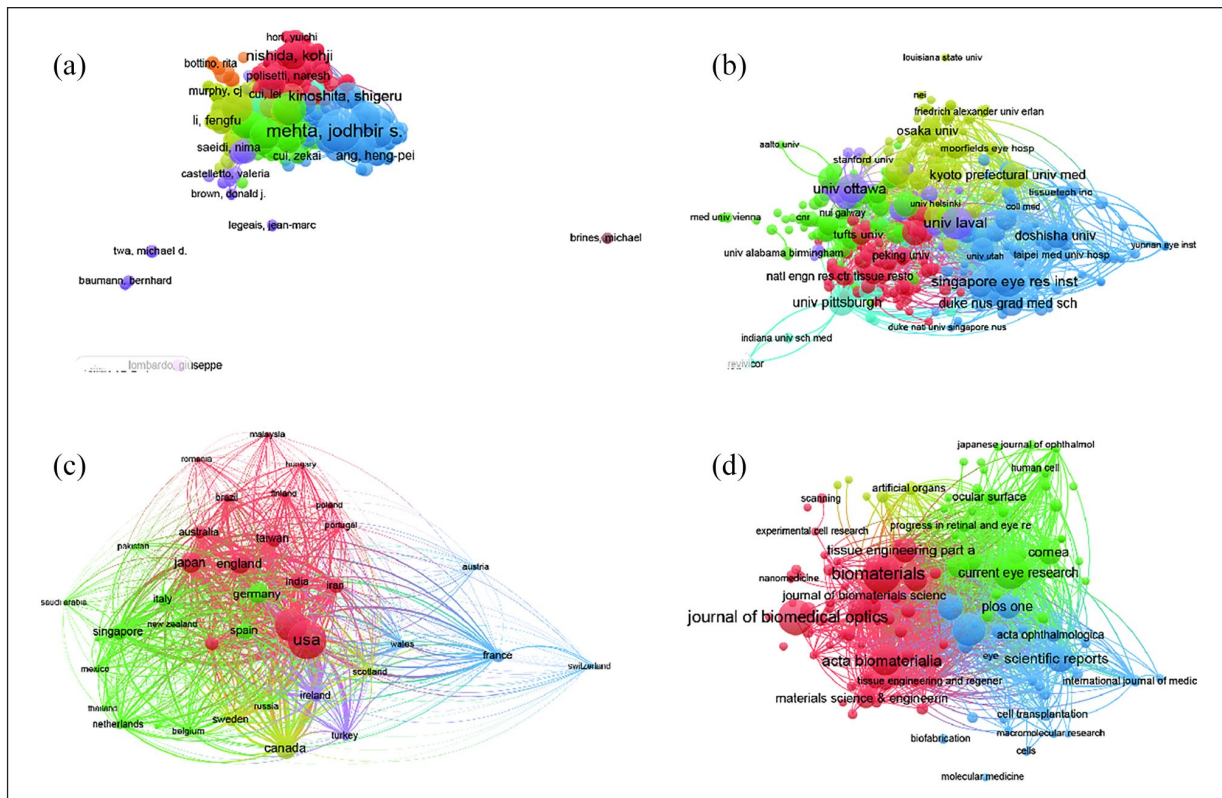 (a)
hori, yuichi
nishida, kohji
bottino, rita
polisetti, naresh
cui, lei
murphy, cj
kinoshita, shigeru
li, fengfu
mehta, jodhbir s.
saeidi, nima
cui, zekai
ang, heng-pei
castelletto, valeria
brown, donald j.
legeais, jean-marc
brines, michael
twa, michael d.
baumann, bernhard
lombardo, giuseppe
(b)
louisiana state univ
nei
friedrich alexander univ erlan
osaka univ
aalto univ
stanford univ
moorfields eye hosp
univ ottawa
kyoto prefectural univ med
univ helsinki
tissuetech inc
coll med
med univ vienna
cnr
nui galway
univ laval
tufts univ
doshisha univ
univ alabama birmingham
peking univ
univ utah
taipei med univ hosp
yunnan eye inst
natl engn res ctr tissue resto
singapore eye res inst
univ pittsburgh
duke nus grad med sch
duke natl univ singapore nus
indiana univ sch med
revivicor
(c)
malaysia
romania
hungary
brazil
finland
poland
portugal
australia
taiwan
pakistan
japan
england
austria
india
iran
germany
saudi arabia
italy
new zealand
singapore
spain
usa
wales
france
switzerland
mexico
scotland
ireland
thailand
russia
netherlands
sweden
belgium
turkey
canada
(d)
japanese journal of ophthalmol
human cell
scanning
artificial organs
ocular surface
experimental cell research
progress in retinal and eye re
tissue engineering part a
cornea
nanomedicine
biomaterials
current eye research
journal of biomaterials scienc
plos one
journal of biomedical optics
acta ophthalmologica
acta biomaterialia
eye
scientific reports
tissue engineering and regener
international journal of medic
materials science & engineerin
cell transplantation
macromolecular research
biofabrication
cells
molecular medicine